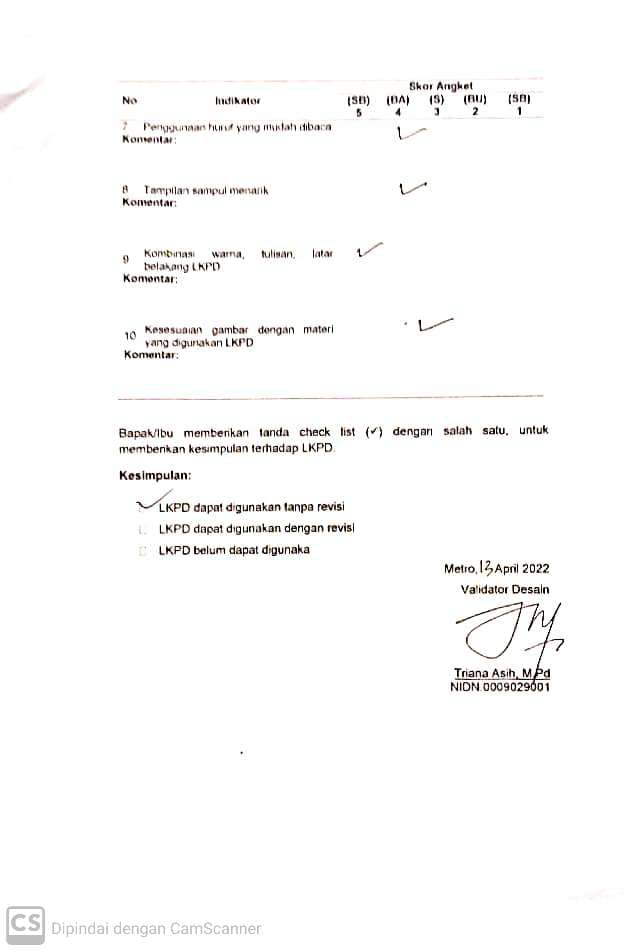 Skor Angket
No Indikator (SB) (BA) (S) (BU) (SB)
5 4 3 2 1
7 Penggunaan huruf yang mudah dibaca ✓
Komentar:
8 Tampilan sampul menarik ✓
Komentar:
9 Kombinasi warna, tulisan, latar ✓
belakang LKPD
Komentar:
10 Kesesuaian gambar dengan materi ✓
yang digunakan LKPD
Komentar:
Bapak/Ibu memberikan tanda check list (✓) dengan salah satu, untuk
memberikan kesimpulan terhadap LKPD.
Kesimpulan:
✓ LKPD dapat digunakan tanpa revisi
□ LKPD dapat digunakan dengan revisi
□ LKPD belum dapat digunaka
Metro, 13 April 2022
Validator Desain
Triana Asih, M.Pd
NIDN.0009029001
CS Dipindai dengan CamScanner